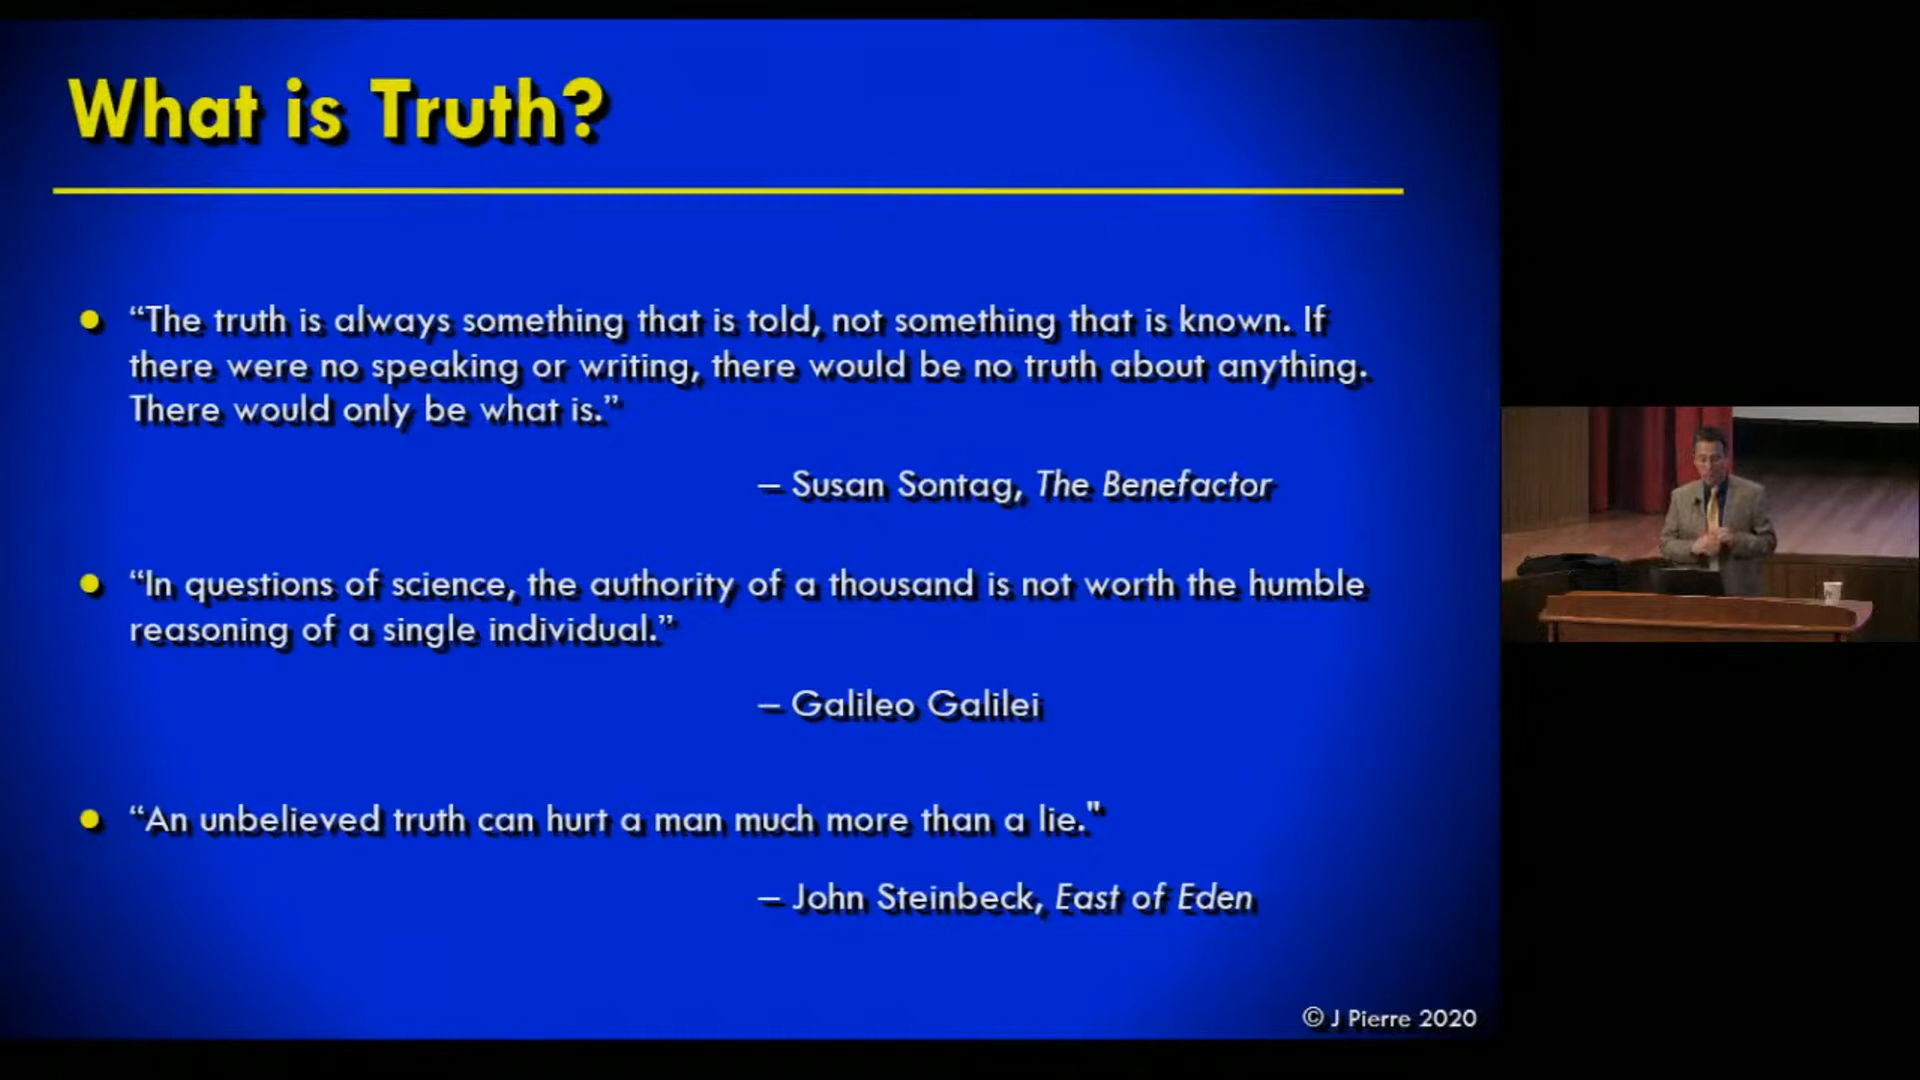 What is Truth?
• “The truth is always something that is told, not something that is known. If
there were no speaking or writing, there would be no truth about anything.
There would only be what is.”
– Susan Sontag, The Benefactor
• “In questions of science, the authority of a thousand is not worth the humble
reasoning of a single individual.”
– Galileo Galilei
• “An unbelieved truth can hurt a man much more than a lie."
– John Steinbeck, East of Eden
© J Pierre 2020